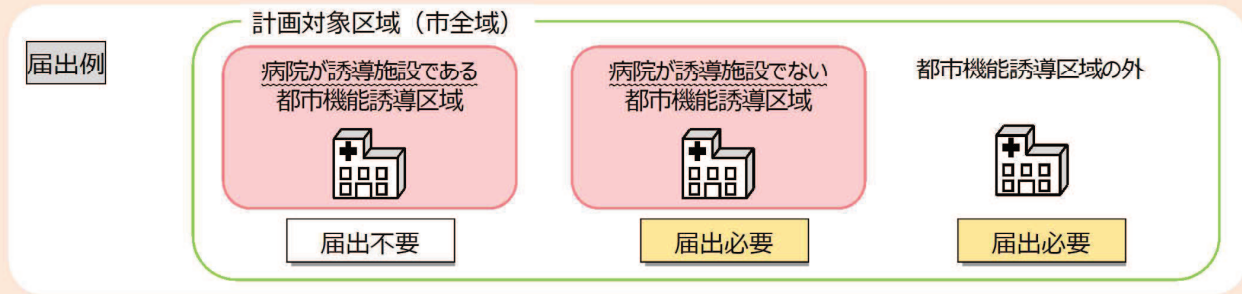 計画対象区域（市全域）
届出例
病院が誘導施設である
都市機能誘導区域
届出不要
病院が誘導施設でない
都市機能誘導区域
届出必要
都市機能誘導区域の外
届出必要